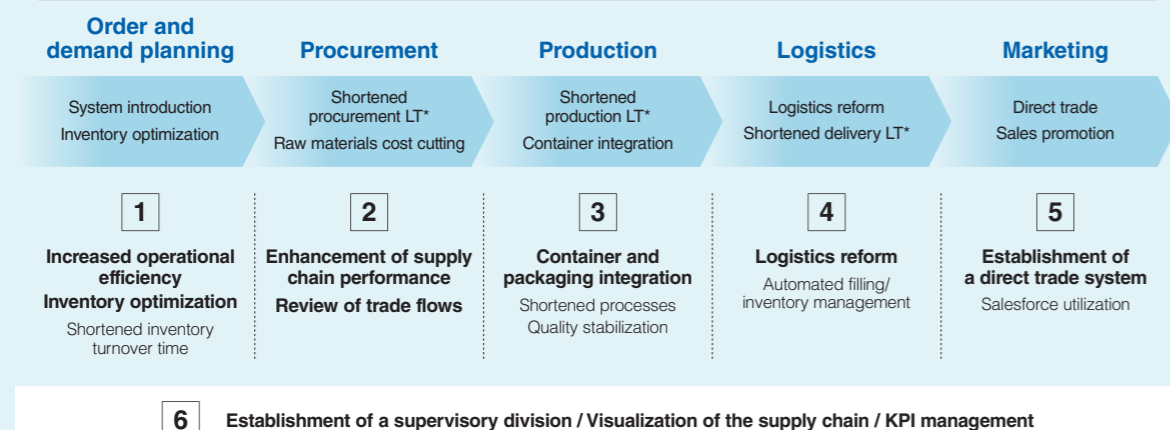 Order and
demand planning
Procurement
Production
Logistics
Marketing
System introduction
Inventory optimization
Shortened
procurement LT*
Raw materials cost cutting
Shortened
production LT*
Container integration
Logistics reform
Shortened delivery LT*
Direct trade
Sales promotion
1
Increased operational
efficiency
Inventory optimization
Shortened inventory
turnover time
2
Enhancement of supply
chain performance
Review of trade flows
3
Container and
packaging integration
Shortened processes
Quality stabilization
4
Logistics reform
Automated filling/
inventory management
5
Establishment of
a direct trade system
Salesforce utilization
6 Establishment of a supervisory division / Visualization of the supply chain / KPI management